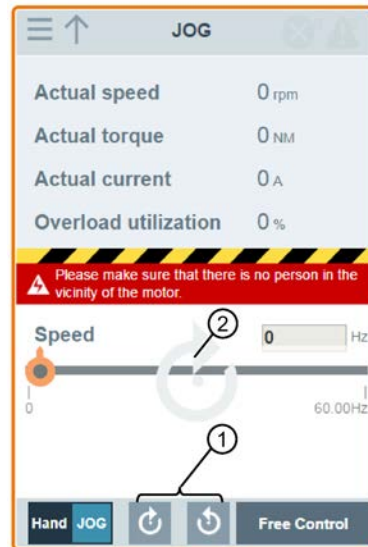 JOG
Actual speed 0 rpm
Actual torque 0 NM
Actual current 0 A
Overload utilization 0 %
Please make sure that there is no person in the
vicinity of the motor.
2
Speed 0 Hz
0 60.00Hz
1
Hand JOG Free Control